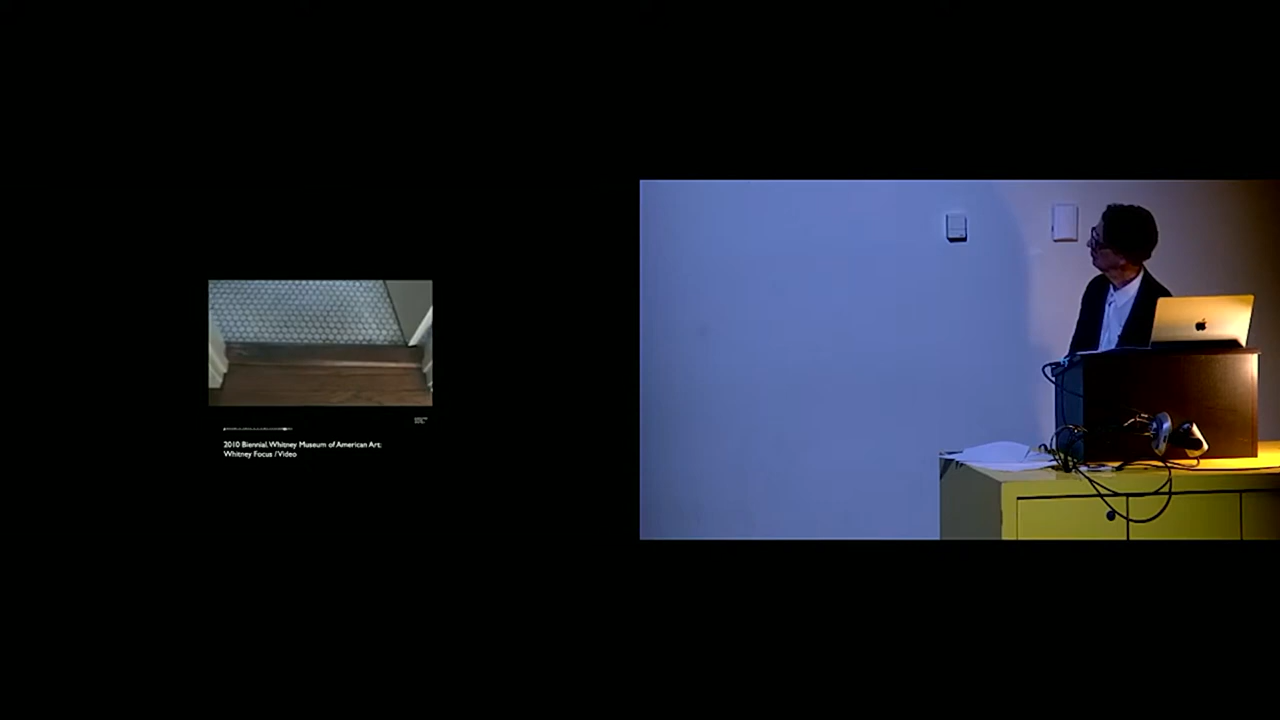 2010 Biennial, Whitney Museum of American Art:
Whitney Focus / Video